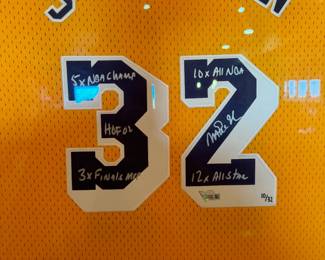 5x NBA Champ
10x All NBA
32
HOF 02
3x Finals MVP
12x All Star
10/32